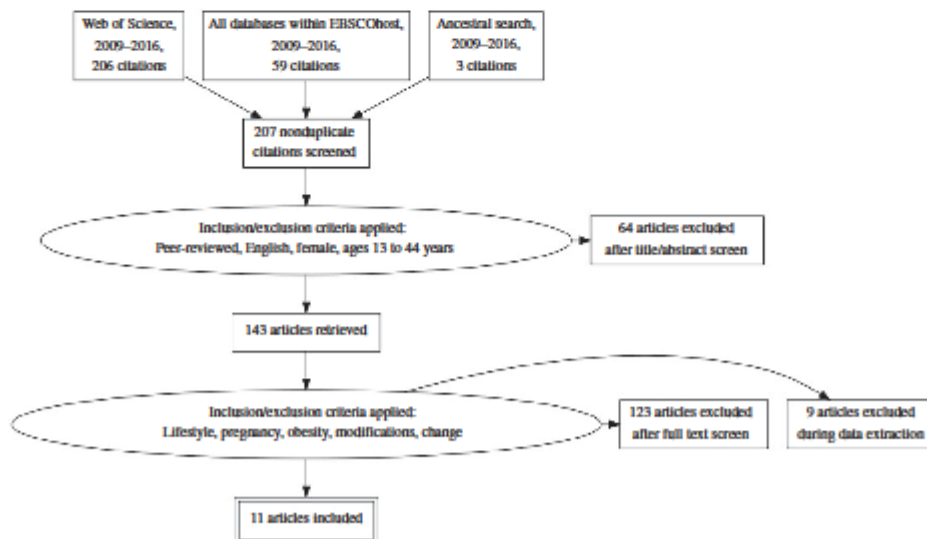 Web of Science,
2009–2016,
206 citations
All databases within EBSCOhost,
2009–2016,
59 citations
Ancestral search,
2009–2016,
3 citations
207 nonduplicate
citations screened
Inclusion/exclusion criteria applied:
Peer-reviewed, English, female, ages 13 to 44 years
64 articles excluded
after title/abstract screen
143 articles retrieved
Inclusion/exclusion criteria applied:
Lifestyle, pregnancy, obesity, modifications, change
123 articles excluded
after full text screen
9 articles excluded
during data extraction
11 articles included